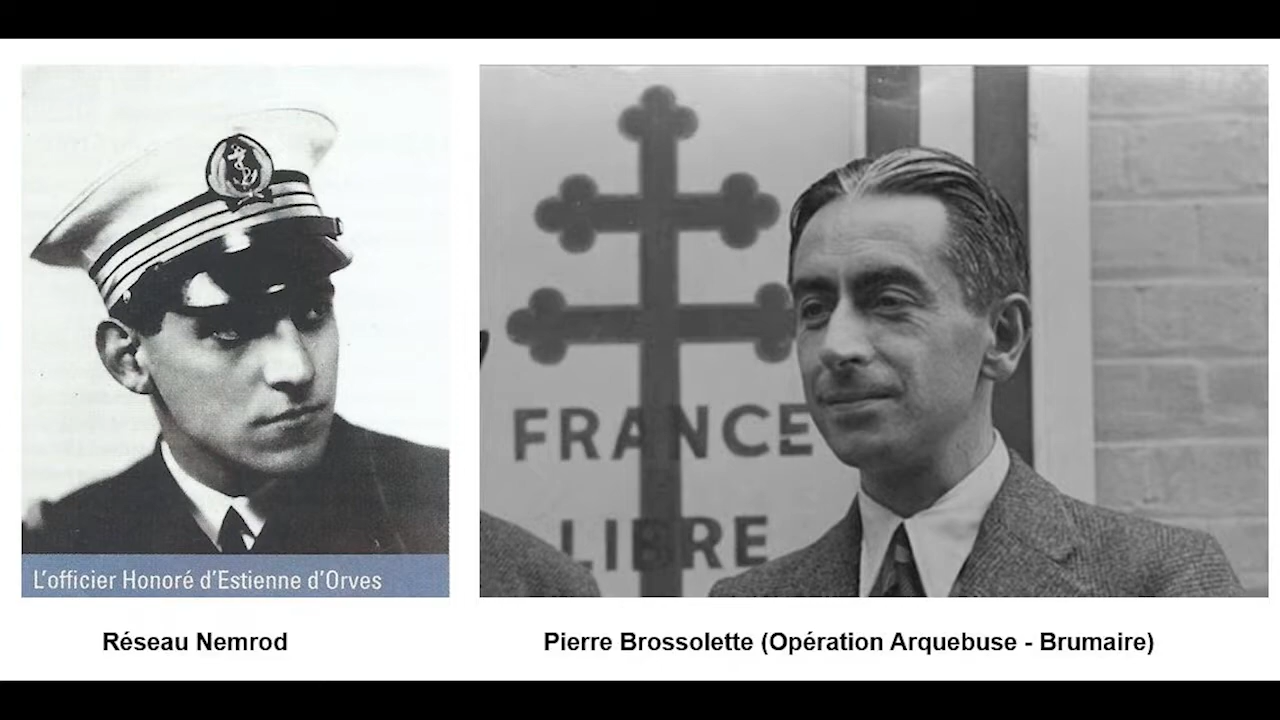 FRANCE
LIBRE
L'officier Honoré d'Estienne d'Orves
Réseau Nemrod
Pierre Brossolette (Opération Arquebuse - Brumaire)